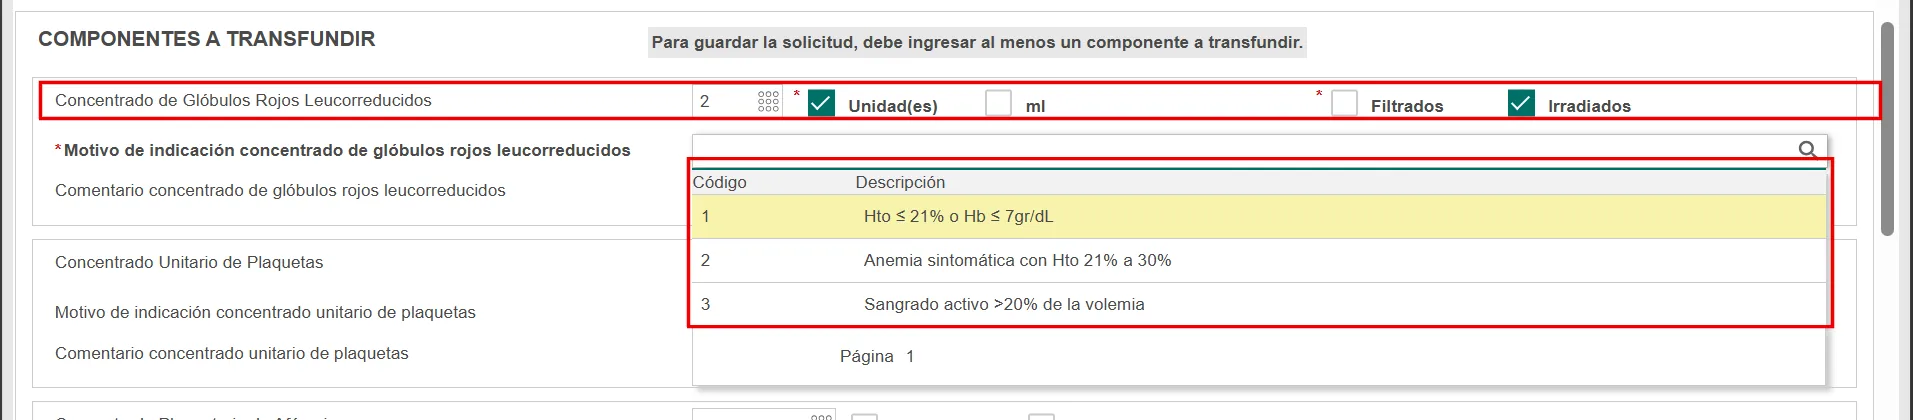 COMPONENTES A TRANSFUNDIR
Para guardar la solicitud, debe ingresar al menos un componente a transfundir.
Concentrado de Glóbulos Rojos Leucorreducidos 2 * Unidad(es) ml * Filtrados Irradiados
*Motivo de indicación concentrado de glóbulos rojos leucorreducidos
Comentario concentrado de glóbulos rojos leucorreducidos
Código Descripción
1 Hto ≤ 21% o Hb ≤ 7gr/dL
2 Anemia sintomática con Hto 21% a 30%
3 Sangrado activo >20% de la volemia
Página 1
Concentrado Unitario de Plaquetas
Motivo de indicación concentrado unitario de plaquetas
Comentario concentrado unitario de plaquetas